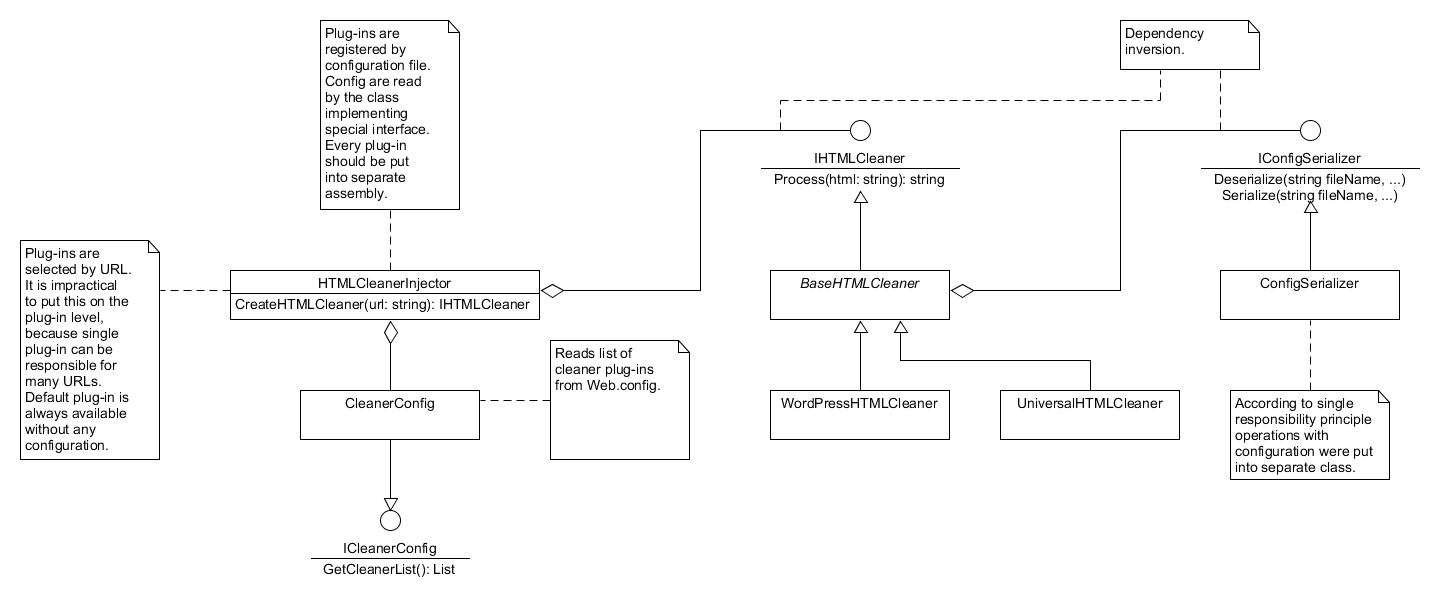 Plug-ins are
registered by
configuration file.
Config are read
by the class
implementing
special interface.
Every plug-in
should be put
into separate
assembly.
Dependency
inversion.
IHTMLCleaner
Process(html: string): string
IConfigSerializer
Deserialize(string fileName, ...)
Serialize(string fileName, ...)
Plug-ins are
selected by URL.
It is impractical
to put this on the
plug-in level,
because single
plug-in can be
responsible for
many URLs.
Default plug-in is
always available
without any
configuration.
HTMLCleanerInjector
CreateHTMLCleaner(url: string): IHTMLCleaner
BaseHTMLCleaner
ConfigSerializer
Reads list of
cleaner plug-ins
from Web.config.
CleanerConfig
WordPressHTMLCleaner
UniversalHTMLCleaner
According to single
responsibility principle
operations with
configuration were put
into separate class.
ICleanerConfig
GetCleanerList(): List